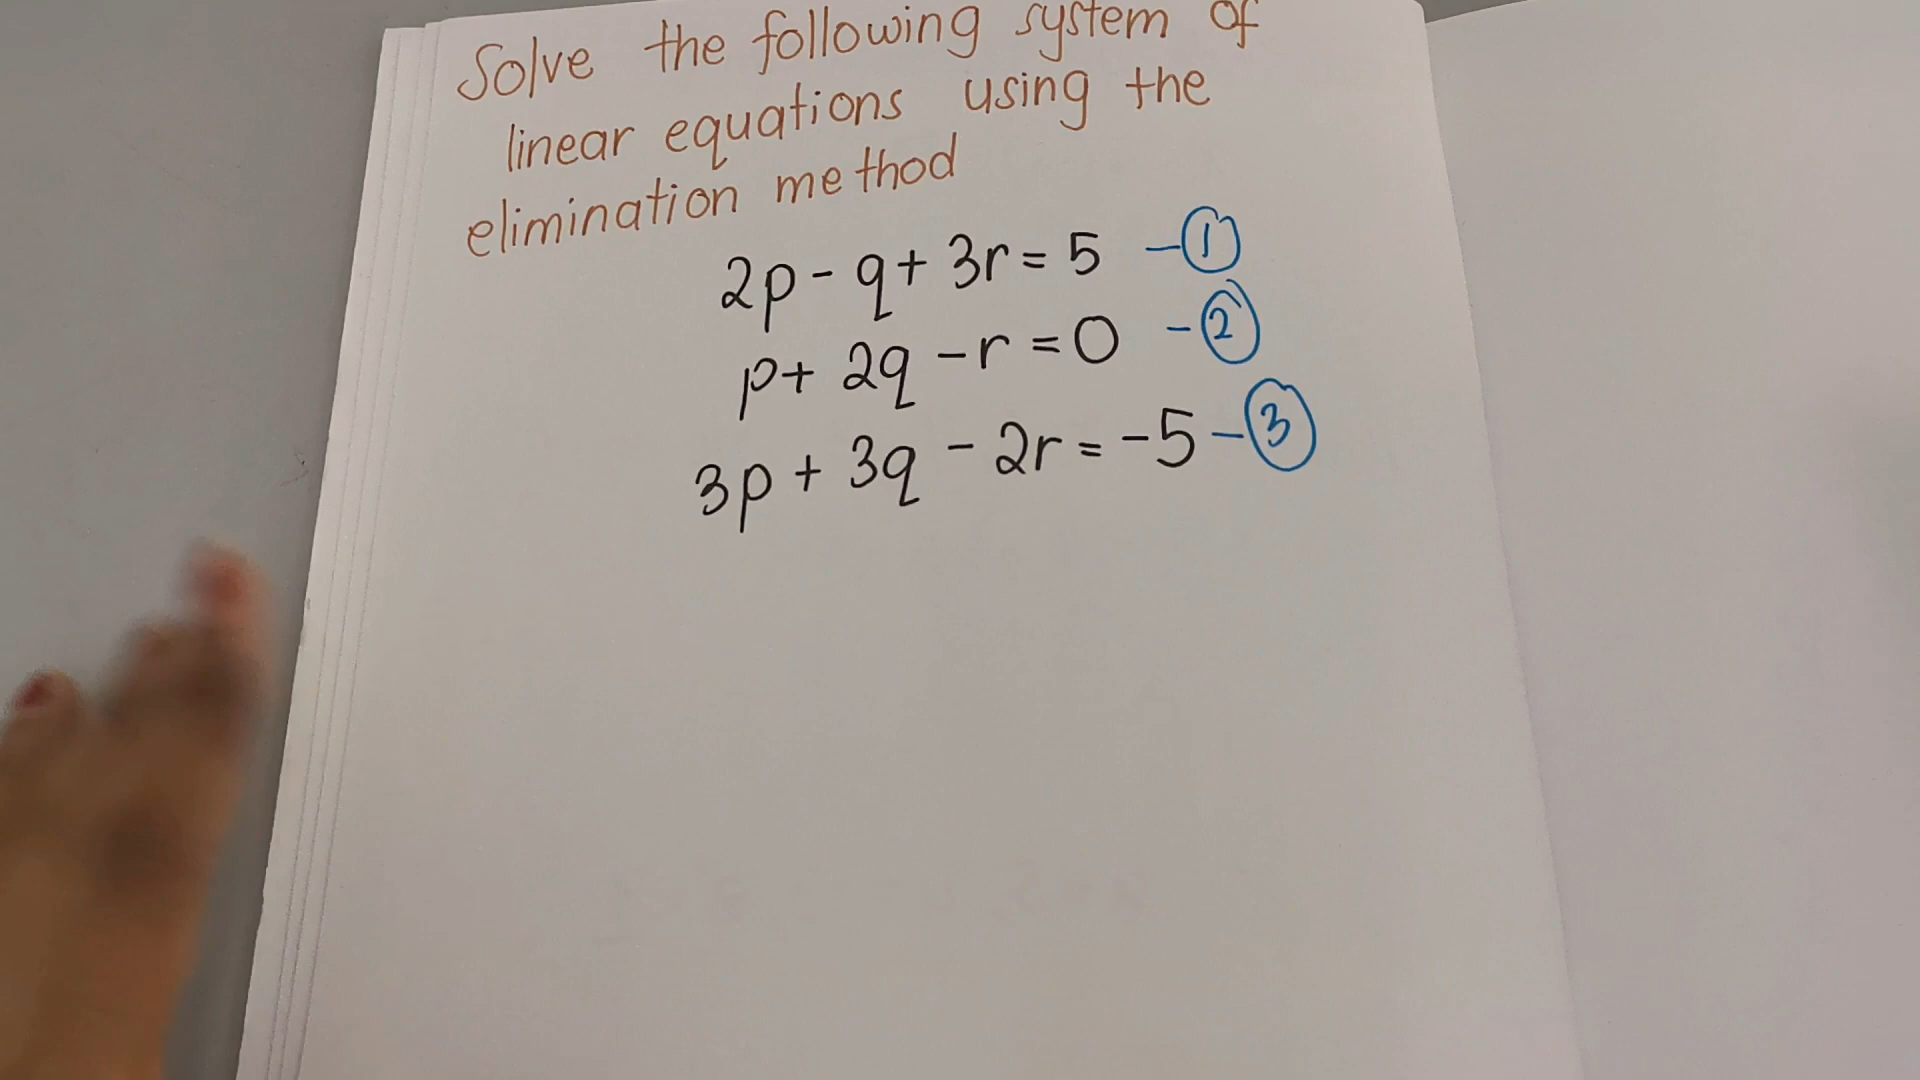 Solve the following system of
linear equations using the
elimination method
2p - q + 3r = 5 - ①
p + 2q - r = 0 - ②
3p + 3q - 2r = -5 - ③